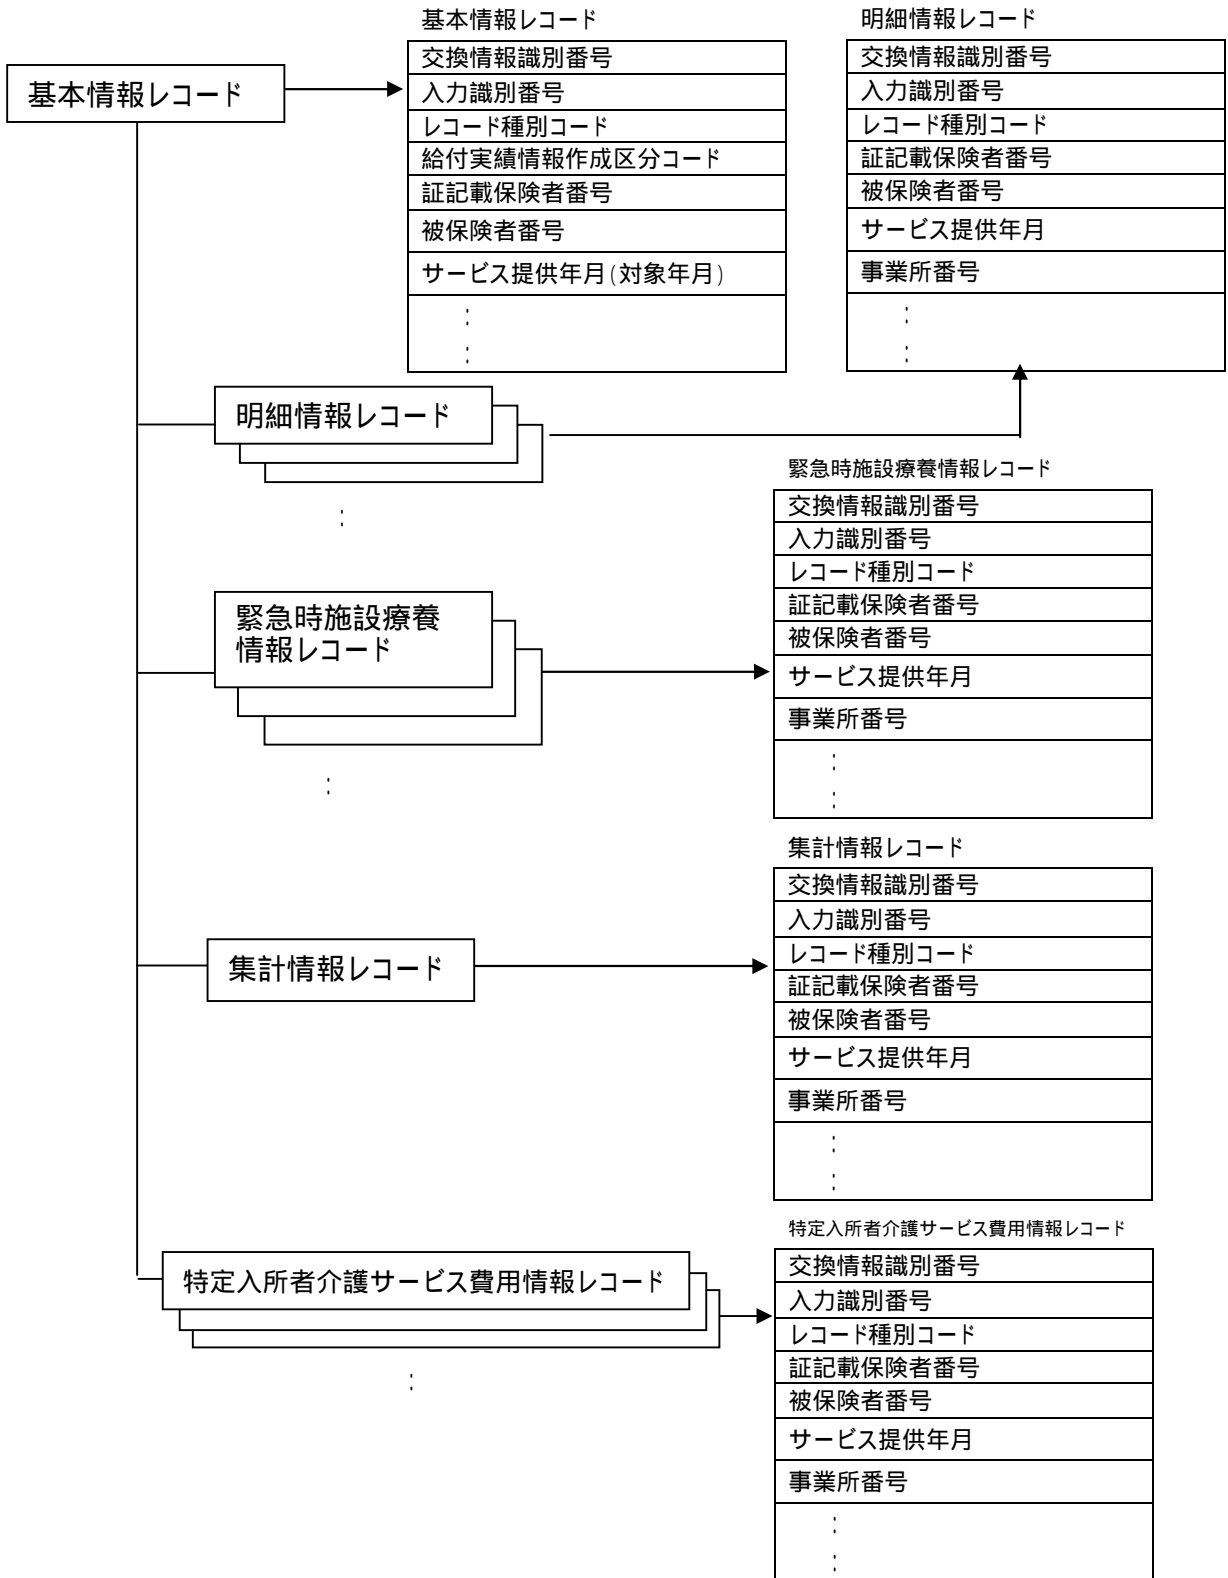 基本情報レコード
基本情報レコード
交換情報識別番号
入力識別番号
レコード種別コード
給付実績情報作成区分コード
証記載保険者番号
被保険者番号
サービス提供年月(対象年月)
:
:
明細情報レコード
交換情報識別番号
入力識別番号
レコード種別コード
証記載保険者番号
被保険者番号
サービス提供年月
事業所番号
:
:
明細情報レコード
:
緊急時施設療養
情報レコード
:
緊急時施設療養情報レコード
交換情報識別番号
入力識別番号
レコード種別コード
証記載保険者番号
被保険者番号
サービス提供年月
事業所番号
:
:
集計情報レコード
集計情報レコード
交換情報識別番号
入力識別番号
レコード種別コード
証記載保険者番号
被保険者番号
サービス提供年月
事業所番号
:
:
特定入所者介護サービス費用情報レコード
:
特定入所者介護サービス費用情報レコード
交換情報識別番号
入力識別番号
レコード種別コード
証記載保険者番号
被保険者番号
サービス提供年月
事業所番号
:
: